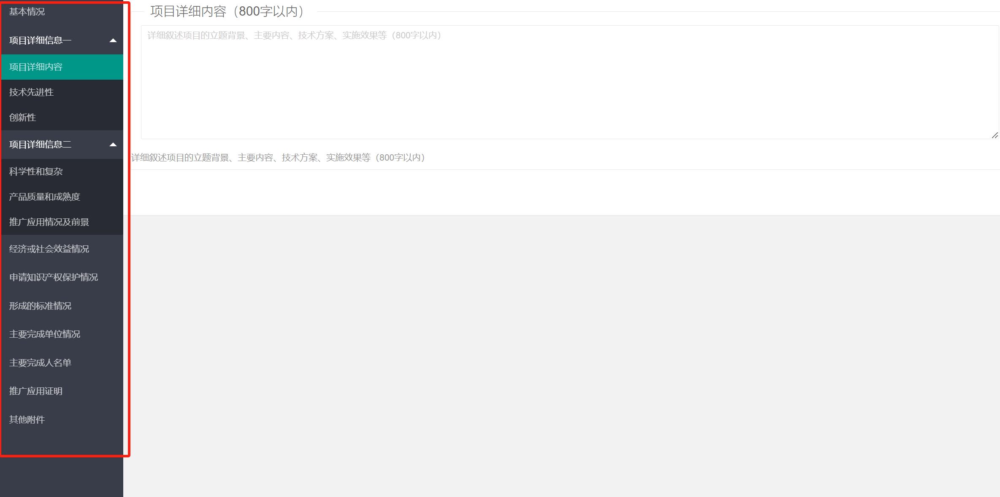 基本情况
项目详细信息一
项目详细内容
技术先进性
创新性
项目详细信息二
科学性和复杂
产品质量和成熟度
推广应用情况及前景
经济或社会效益情况
申请知识产权保护情况
形成的标准情况
主要完成单位情况
主要完成人名单
推广应用证明
其他附件
项目详细内容（800字以内）
详细叙述项目的立题背景、主要内容、技术方案、实施效果等（800字以内）
详细叙述项目的立题背景、主要内容、技术方案、实施效果等（800字以内）